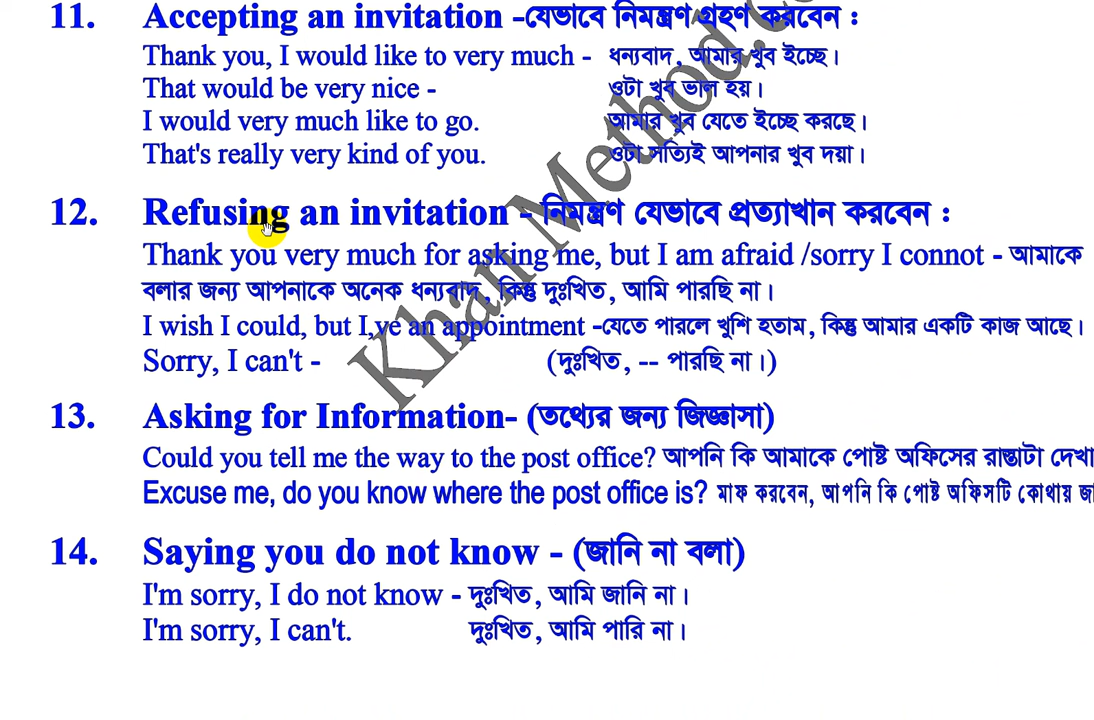 11. Accepting an invitation -যেভাবে নিমন্ত্রণ গ্রহণ করবেন :
Thank you, I would like to very much - ধন্যবাদ, আমার খুব ইচ্ছে।
That would be very nice - ওটা খুব ভাল হয়।
I would very much like to go. আমার খুব যেতে ইচ্ছে করছে।
That's really very kind of you. ওটা সত্যিই আপনার খুব দয়া।
12. Refusing an invitation - নিমন্ত্রণ যেভাবে প্রত্যাখান করবেন :
Thank you very much for asking me, but I am afraid /sorry I connot - আমাকে
বলার জন্য আপনাকে অনেক ধন্যবাদ, কিন্তু দুঃখিত, আমি পারছি না।
I wish I could, but I,ve an appointment -যেতে পারলে খুশি হতাম, কিন্তু আমার একটি কাজ আছে।
Sorry, I can't - (দুঃখিত, -- পারছি না।)
13. Asking for Information- (তথ্যের জন্য জিজ্ঞাসা)
Could you tell me the way to the post office? আপনি কি আমাকে পোষ্ট অফিসের রাস্তাটা দেখা
Excuse me, do you know where the post office is? মাফ করবেন, আপনি কি পোষ্ট অফিসটি কোথায় জা
14. Saying you do not know - (জানি না বলা)
I'm sorry, I do not know - দুঃখিত, আমি জানি না।
I'm sorry, I can't. দুঃখিত, আমি পারি না।
Khan Method.c